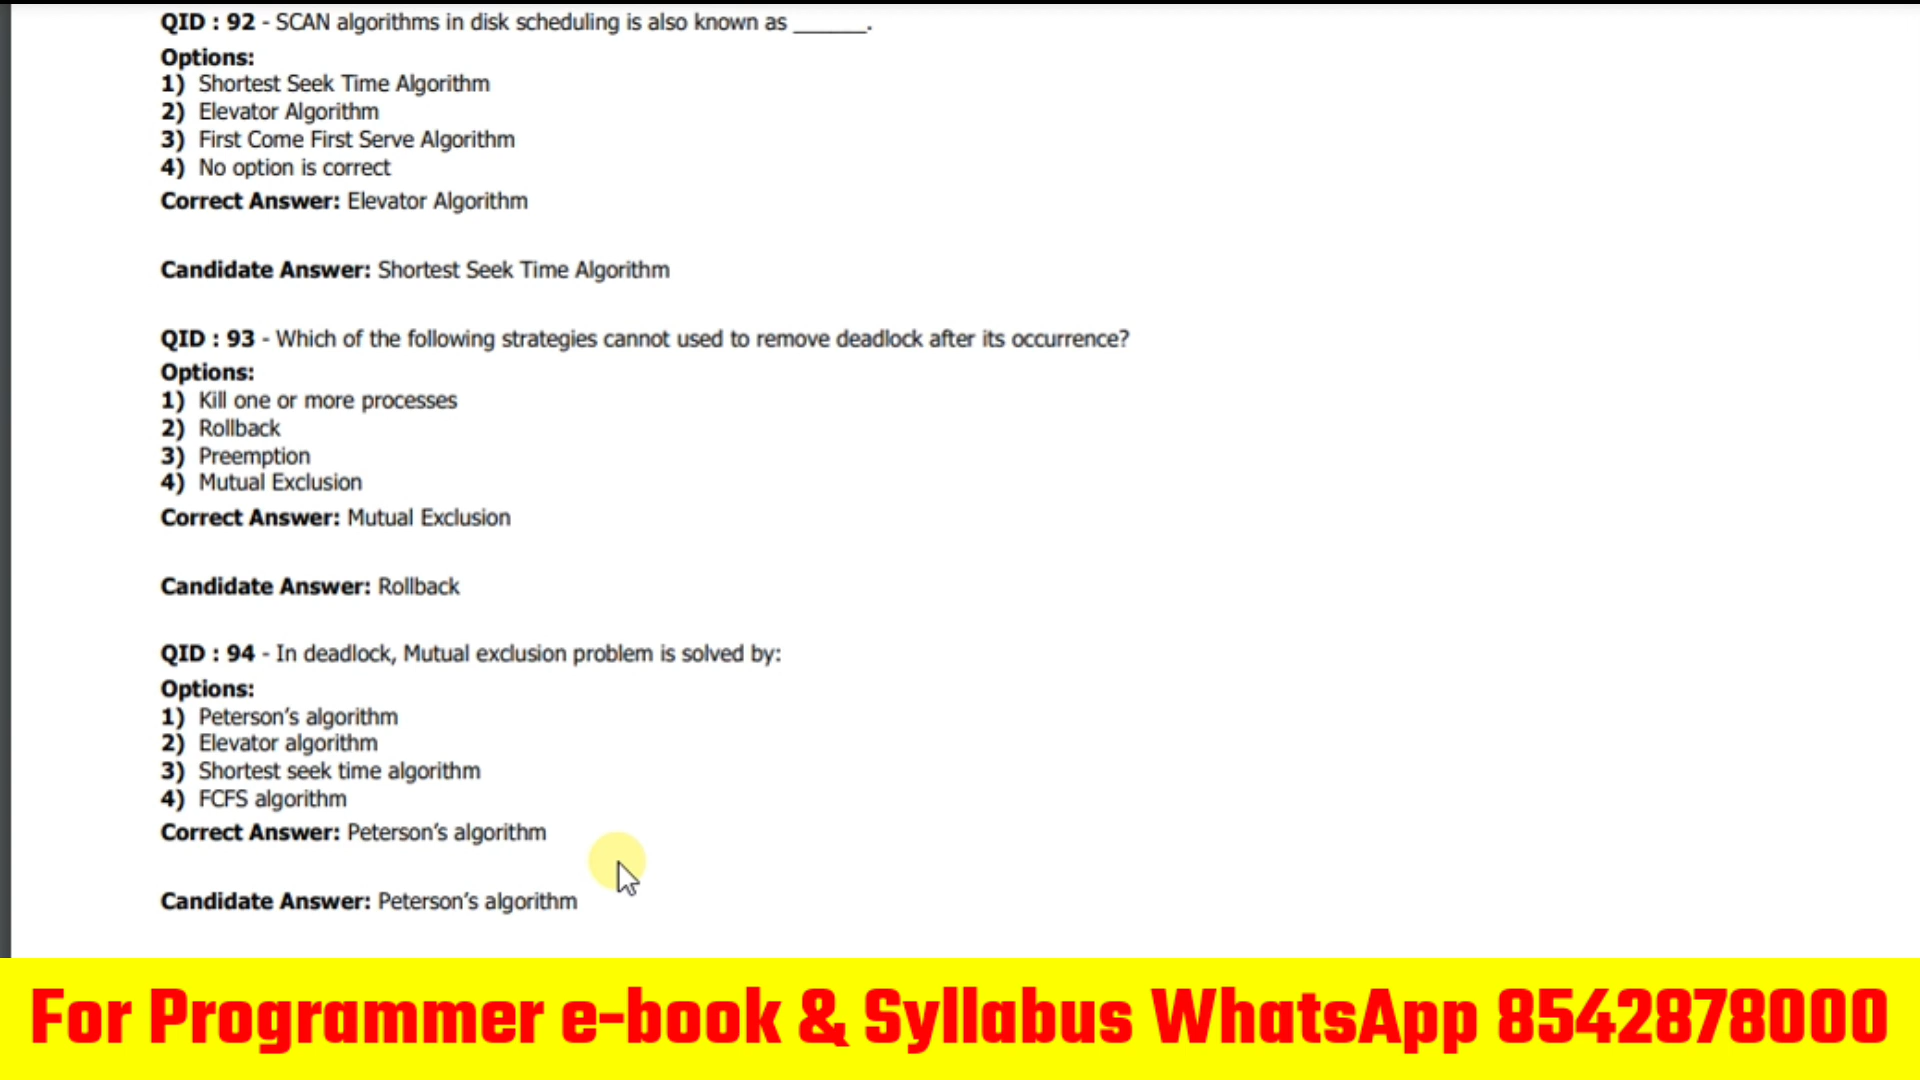 QID : 92 - SCAN algorithms in disk scheduling is also known as ______.
Options:
1) Shortest Seek Time Algorithm
2) Elevator Algorithm
3) First Come First Serve Algorithm
4) No option is correct
Correct Answer: Elevator Algorithm
Candidate Answer: Shortest Seek Time Algorithm
QID : 93 - Which of the following strategies cannot used to remove deadlock after its occurrence?
Options:
1) Kill one or more processes
2) Rollback
3) Preemption
4) Mutual Exclusion
Correct Answer: Mutual Exclusion
Candidate Answer: Rollback
QID : 94 - In deadlock, Mutual exclusion problem is solved by:
Options:
1) Peterson’s algorithm
2) Elevator algorithm
3) Shortest seek time algorithm
4) FCFS algorithm
Correct Answer: Peterson’s algorithm
Candidate Answer: Peterson’s algorithm
For Programmer e-book & Syllabus WhatsApp 8542878000